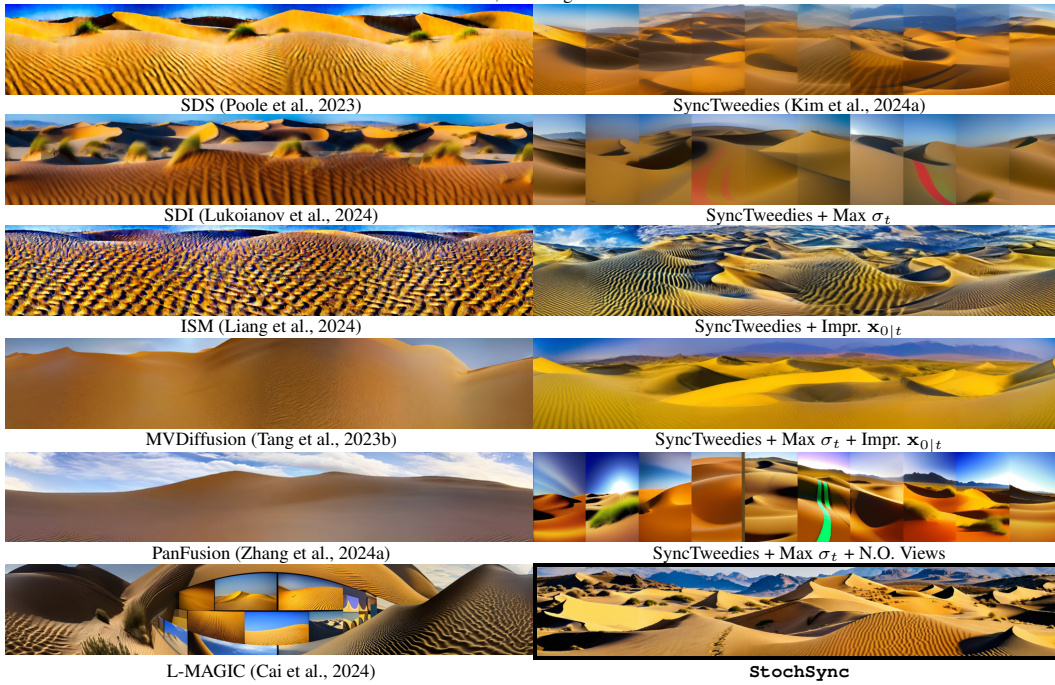 SDS (Poole et al., 2023)
SyncTweedies (Kim et al., 2024a)
SDI (Lukoianov et al., 2024)
SyncTweedies + Max σt
ISM (Liang et al., 2024)
SyncTweedies + Impr. x0|t
MVDiffusion (Tang et al., 2023b)
SyncTweedies + Max σt + Impr. x0|t
PanFusion (Zhang et al., 2024a)
SyncTweedies + Max σt + N.O. Views
L-MAGIC (Cai et al., 2024)
StochSync